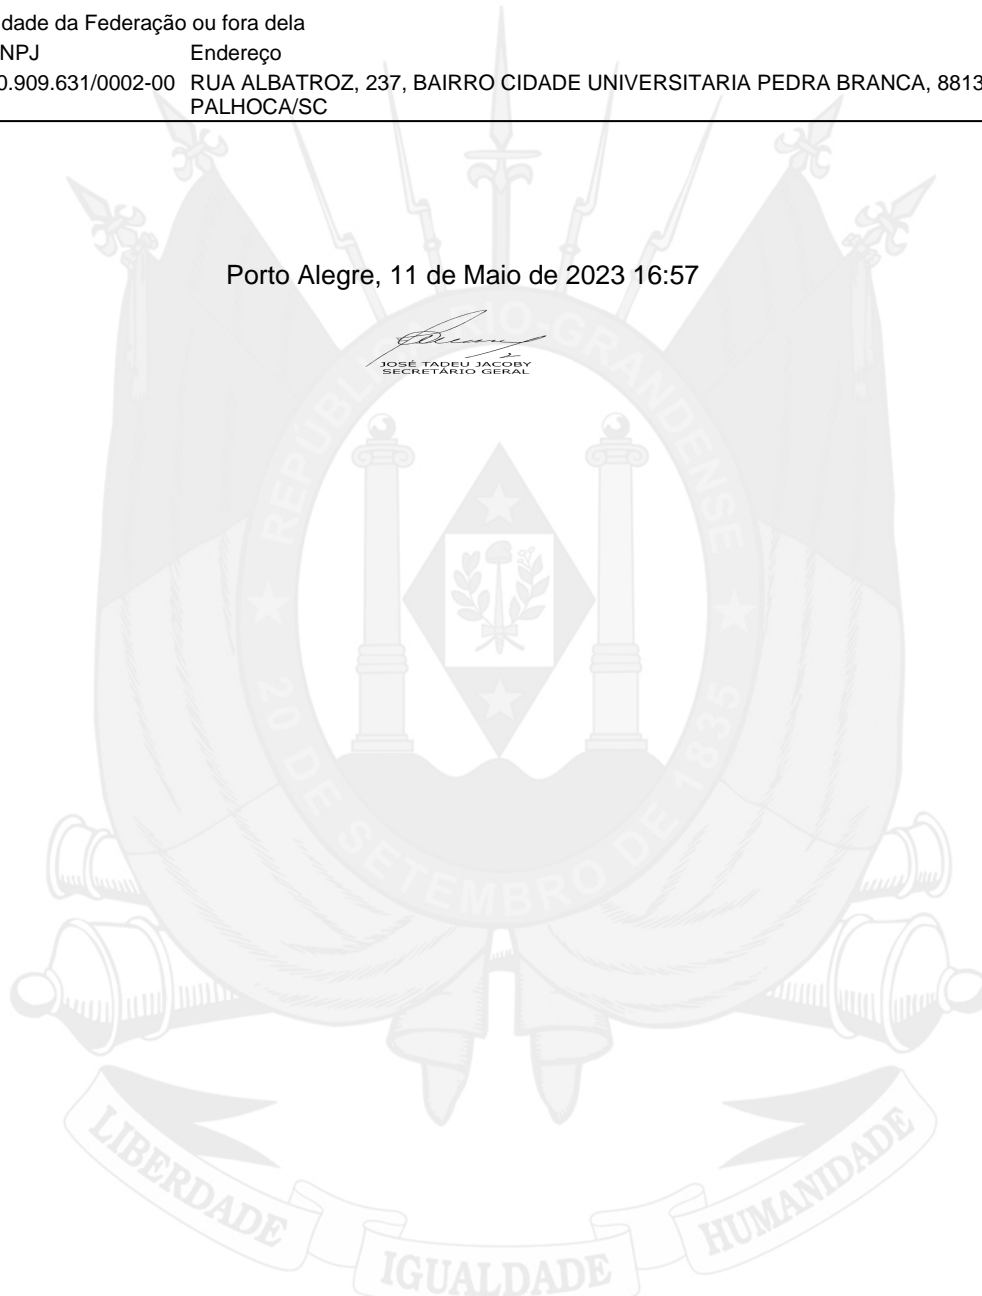 dade da Federação ou fora dela
NPJ Endereço
0.909.631/0002-00 RUA ALBATROZ, 237, BAIRRO CIDADE UNIVERSITARIA PEDRA BRANCA, 8813
PALHOCA/SC
Porto Alegre, 11 de Maio de 2023 16:57
JOSÉ TADEU JACOBY
SECRETÁRIO GERAL
REPÚBLICA RIO GRANDENSE
20 DE SETEMBRO DE 1835
LIBERDADE
IGUALDADE
HUMANIDADE